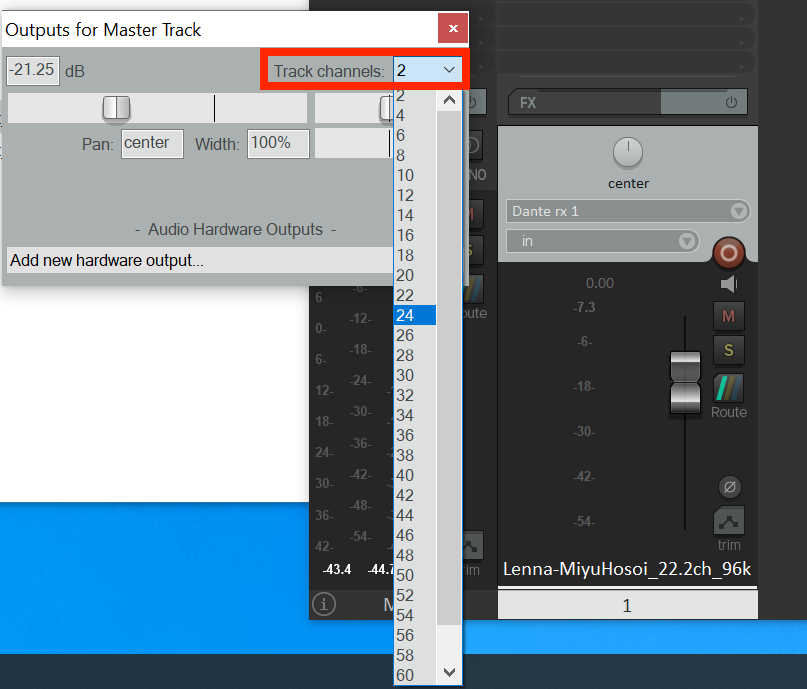 Outputs for Master Track
-21.25 dB
Track channels: 2
Pan: center Width: 100%
- Audio Hardware Outputs -
Add new hardware output...
2
4
6
8
10
12
14
16
18
20
22
24
26
28
30
32
34
36
38
40
42
44
46
48
50
52
54
56
58
60
6
0-
6-
12-
18-
24-
30-
36-
42-
-6-
-12-
-18-
-24-
-30-
-36-
-42-
-48-
-54-
-43.4 -44.7
M
NO
M
S
oute
rim
FX
center
Dante rx 1
in
0.00
-7.3
-6-
-18-
-30-
-42-
-54-
M
S
Route
Ø
trim
Lenna-MiyuHosoi_22.2ch_96k
1